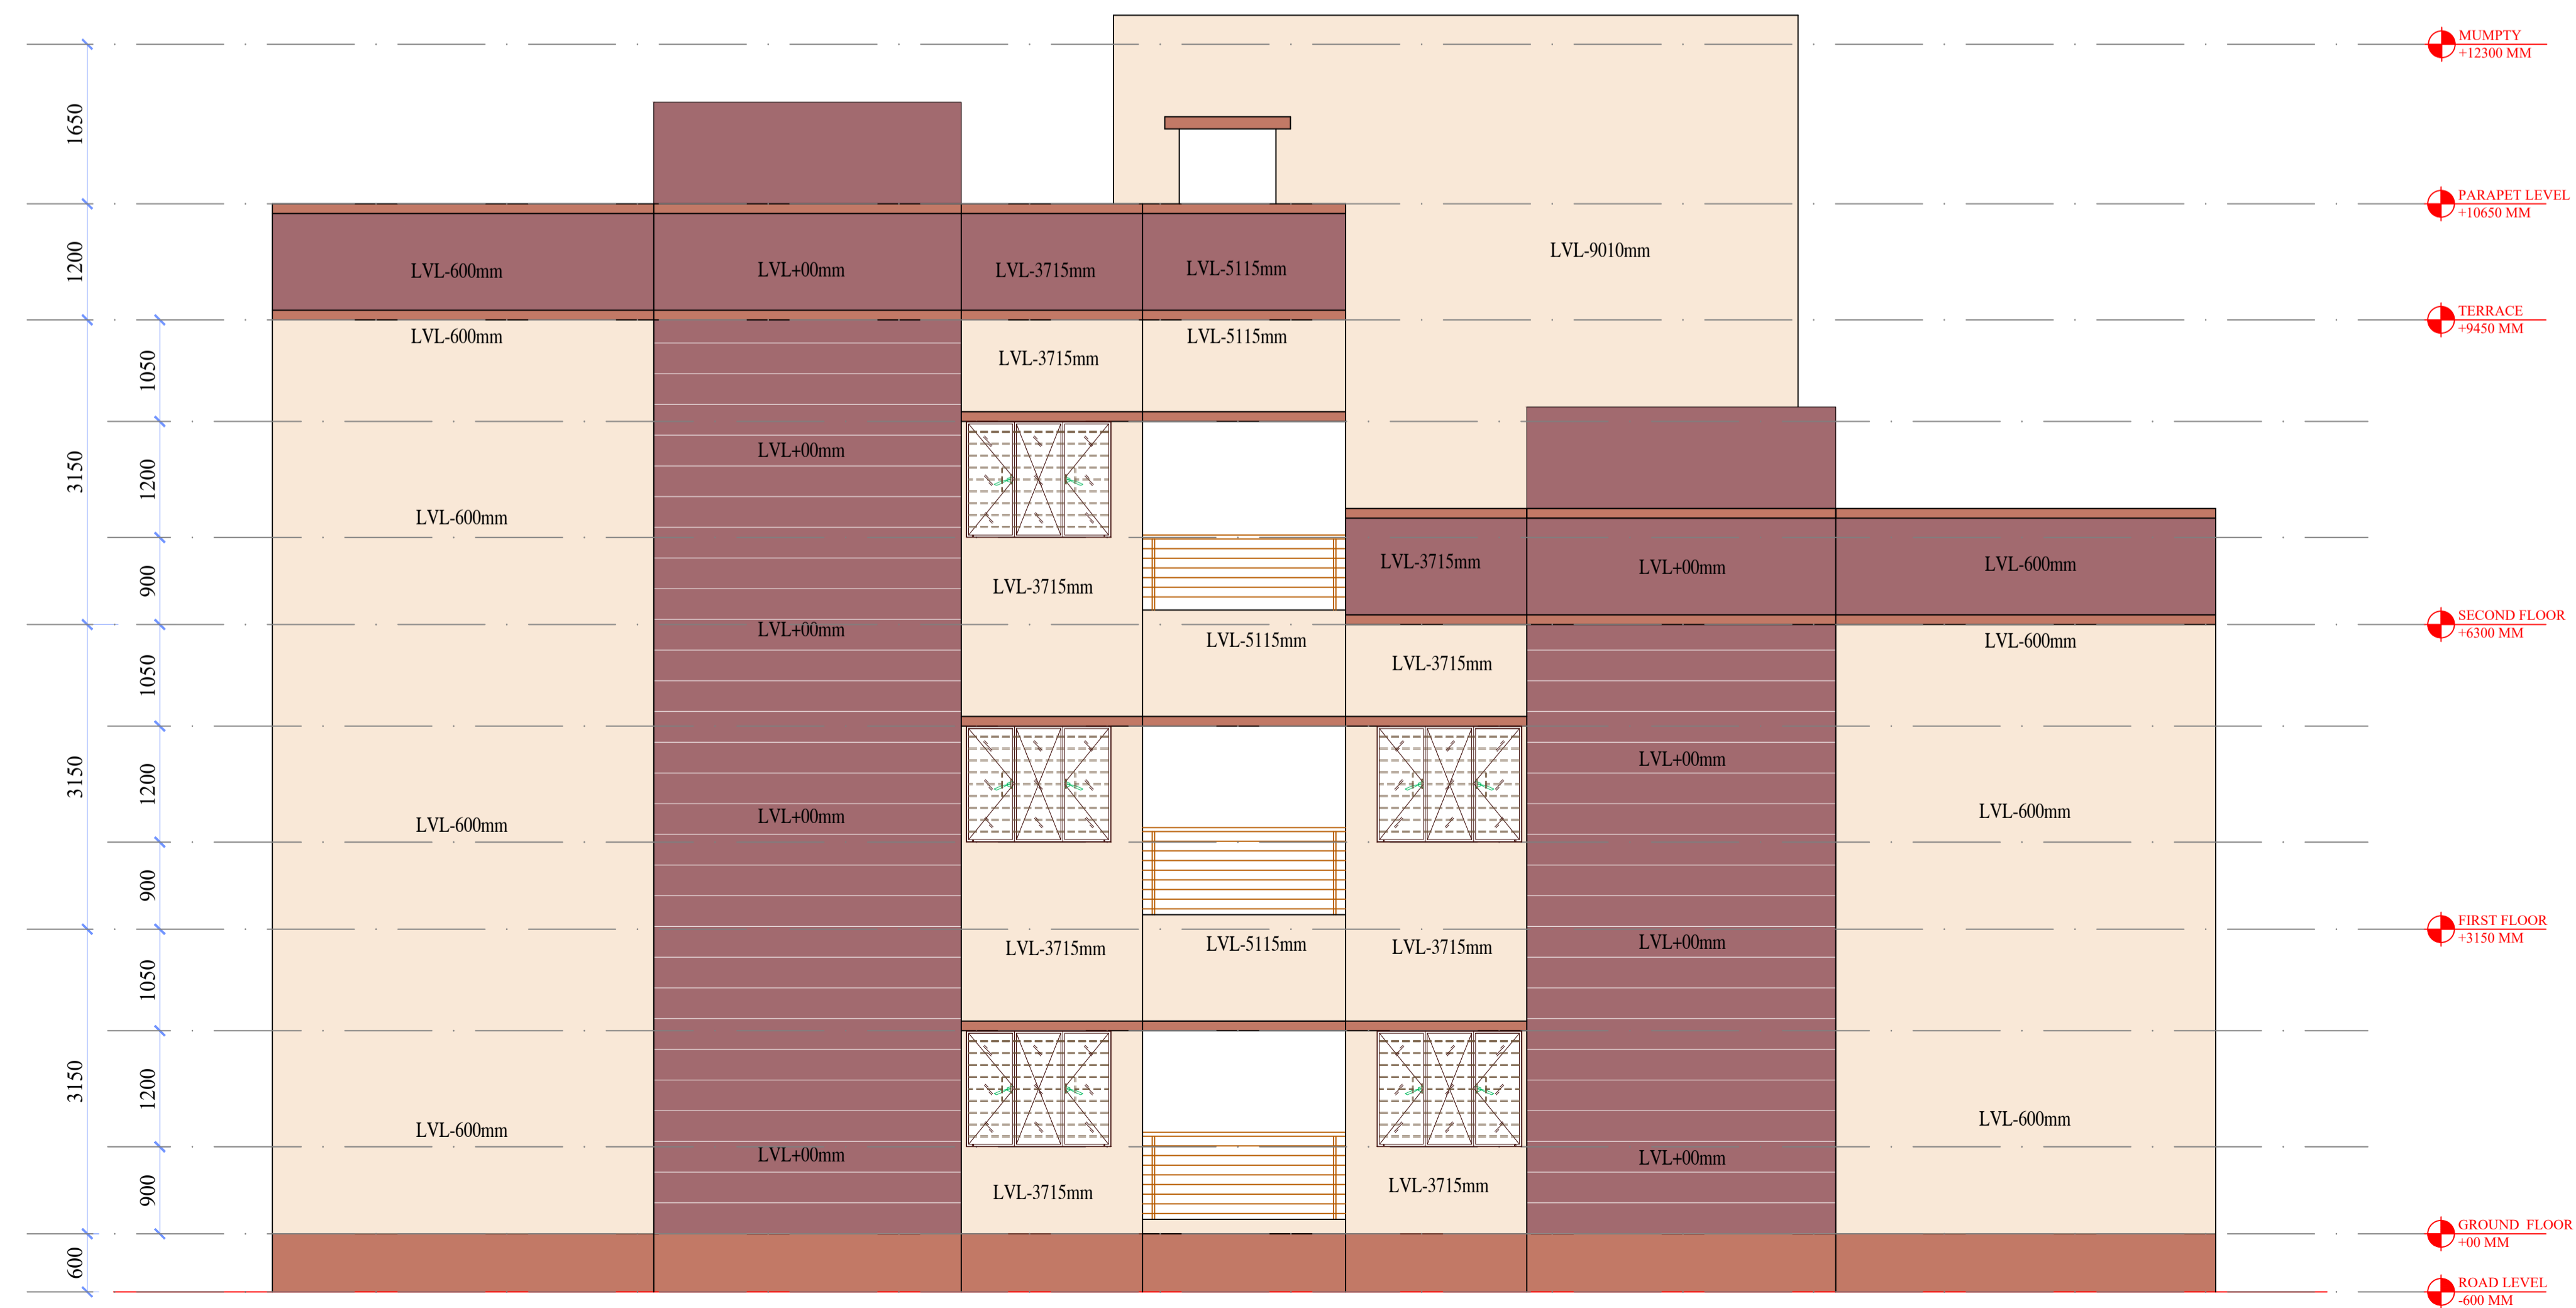 MUMPTY
+12300 MM
1650
PARAPET LEVEL
+10650 MM
1200
LVL-600mm
LVL+00mm
LVL-3715mm
LVL-5115mm
LVL-9010mm
TERRACE
+9450 MM
LVL-600mm
LVL-3715mm
LVL-5115mm
1050
LVL+00mm
3150
1200
LVL-600mm
900
LVL-3715mm
LVL-3715mm
LVL+00mm
LVL-600mm
SECOND FLOOR
+6300 MM
LVL+00mm
LVL-5115mm
LVL-600mm
1050
LVL-3715mm
3150
1200
LVL+00mm
LVL-600mm
LVL+00mm
LVL-600mm
900
FIRST FLOOR
+3150 MM
LVL-3715mm
LVL-5115mm
LVL-3715mm
LVL+00mm
1050
3150
1200
LVL-600mm
LVL-600mm
LVL+00mm
LVL+00mm
900
LVL-3715mm
LVL-3715mm
GROUND FLOOR
+00 MM
600
ROAD LEVEL
-600 MM